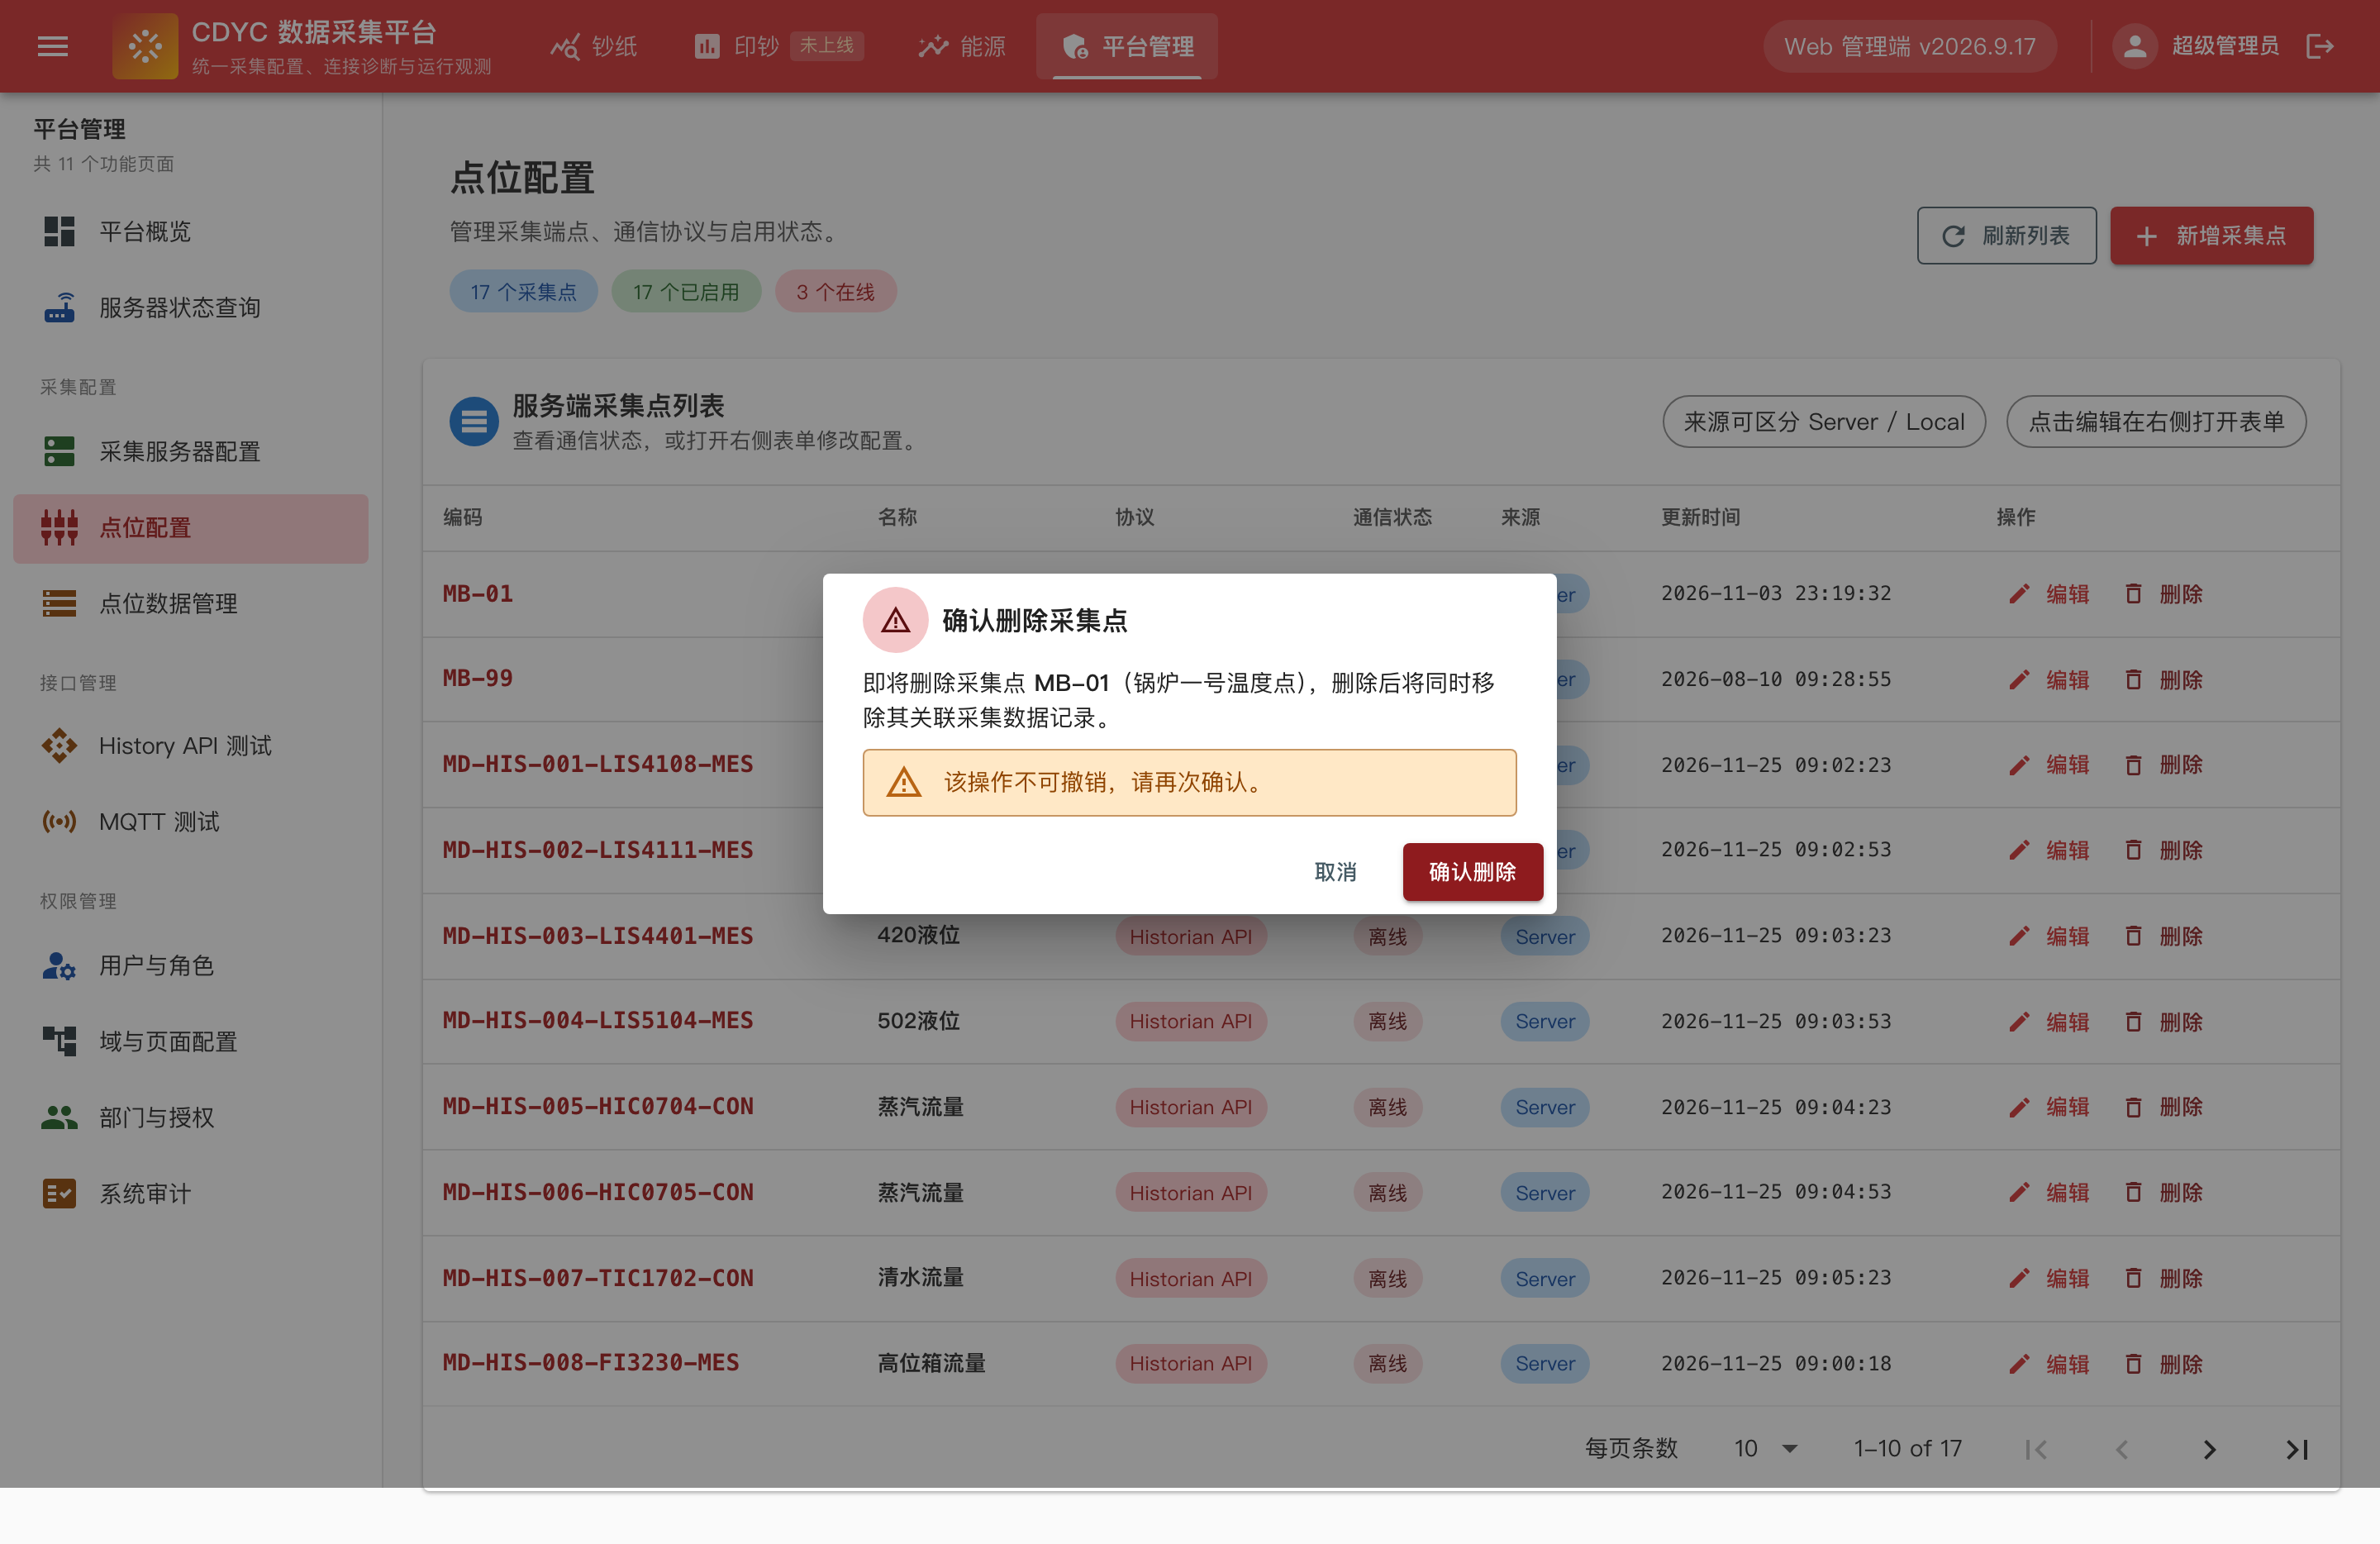 CDYC 数据采集平台
统一采集配置、连接诊断与运行观测
钞纸
印钞 未上线
能源
平台管理
Web 管理端 v2026.9.17
超级管理员
平台管理
共 11 个功能页面
平台概览
服务器状态查询
采集配置
采集服务器配置
点位配置
点位数据管理
接口管理
History API 测试
MQTT 测试
权限管理
用户与角色
域与页面配置
部门与授权
系统审计
点位配置
管理采集端点、通信协议与启用状态。
17 个采集点 17 个已启用 3 个在线
刷新列表
新增采集点
服务端采集点列表
查看通信状态，或打开右侧表单修改配置。
来源可区分 Server / Local
点击编辑在右侧打开表单
编码 名称 协议 通信状态 来源 更新时间 操作
MB-01 er 2026-11-03 23:19:32 编辑 删除
MB-99 er 2026-08-10 09:28:55 编辑 删除
MD-HIS-001-LIS4108-MES er 2026-11-25 09:02:23 编辑 删除
MD-HIS-002-LIS4111-MES er 2026-11-25 09:02:53 编辑 删除
MD-HIS-003-LIS4401-MES 420液位 Historian API 离线 Server 2026-11-25 09:03:23 编辑 删除
MD-HIS-004-LIS5104-MES 502液位 Historian API 离线 Server 2026-11-25 09:03:53 编辑 删除
MD-HIS-005-HIC0704-CON 蒸汽流量 Historian API 离线 Server 2026-11-25 09:04:23 编辑 删除
MD-HIS-006-HIC0705-CON 蒸汽流量 Historian API 离线 Server 2026-11-25 09:04:53 编辑 删除
MD-HIS-007-TIC1702-CON 清水流量 Historian API 离线 Server 2026-11-25 09:05:23 编辑 删除
MD-HIS-008-FI3230-MES 高位箱流量 Historian API 离线 Server 2026-11-25 09:00:18 编辑 删除
每页条数 10 1–10 of 17
确认删除采集点
即将删除采集点 MB-01（锅炉一号温度点），删除后将同时移
除其关联采集数据记录。
该操作不可撤销，请再次确认。
取消 确认删除